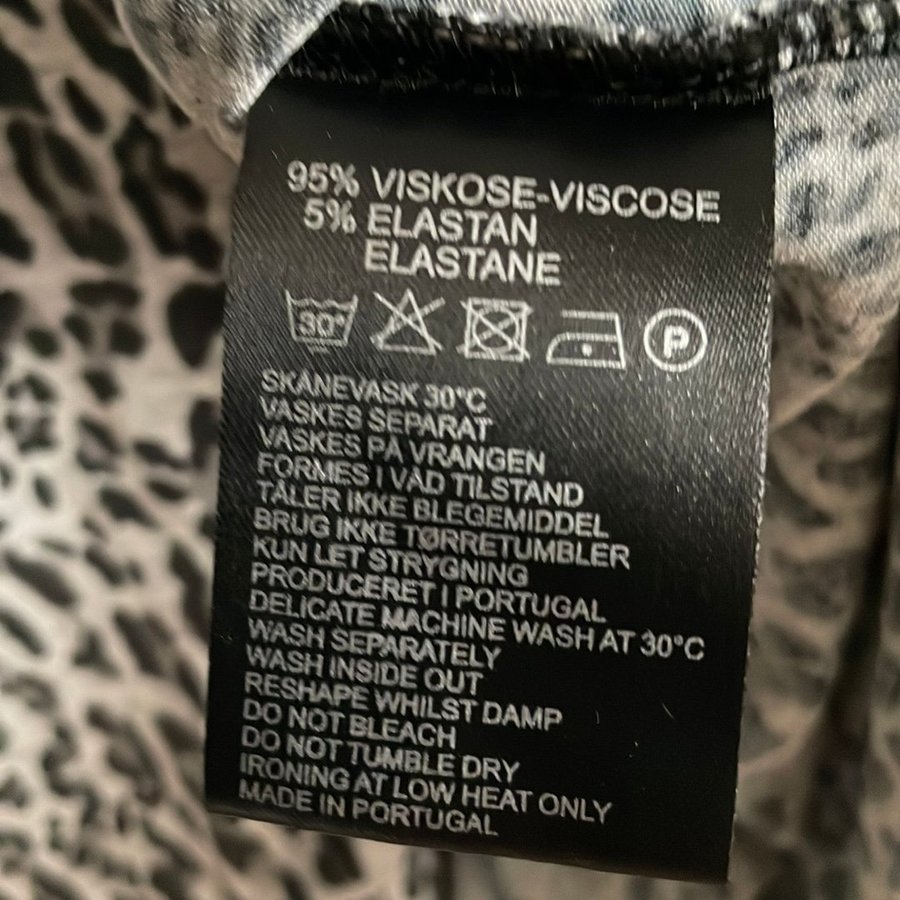 95% VISKOSE-VISCOSE
5% ELASTAN
ELASTANE
30° P
SKÅNEVASK 30°C
VASKES SEPARAT
VASKES PÅ VRANGEN
FORMES I VÅD TILSTAND
TÅLER IKKE BLEGEMIDDEL
BRUG IKKE TØRRETUMBLER
KUN LET STRYGNING
PRODUCERET I PORTUGAL
DELICATE MACHINE WASH AT 30°C
WASH SEPARATELY
WASH INSIDE OUT
RESHAPE WHILST DAMP
DO NOT BLEACH
DO NOT TUMBLE DRY
IRONING AT LOW HEAT ONLY
MADE IN PORTUGAL